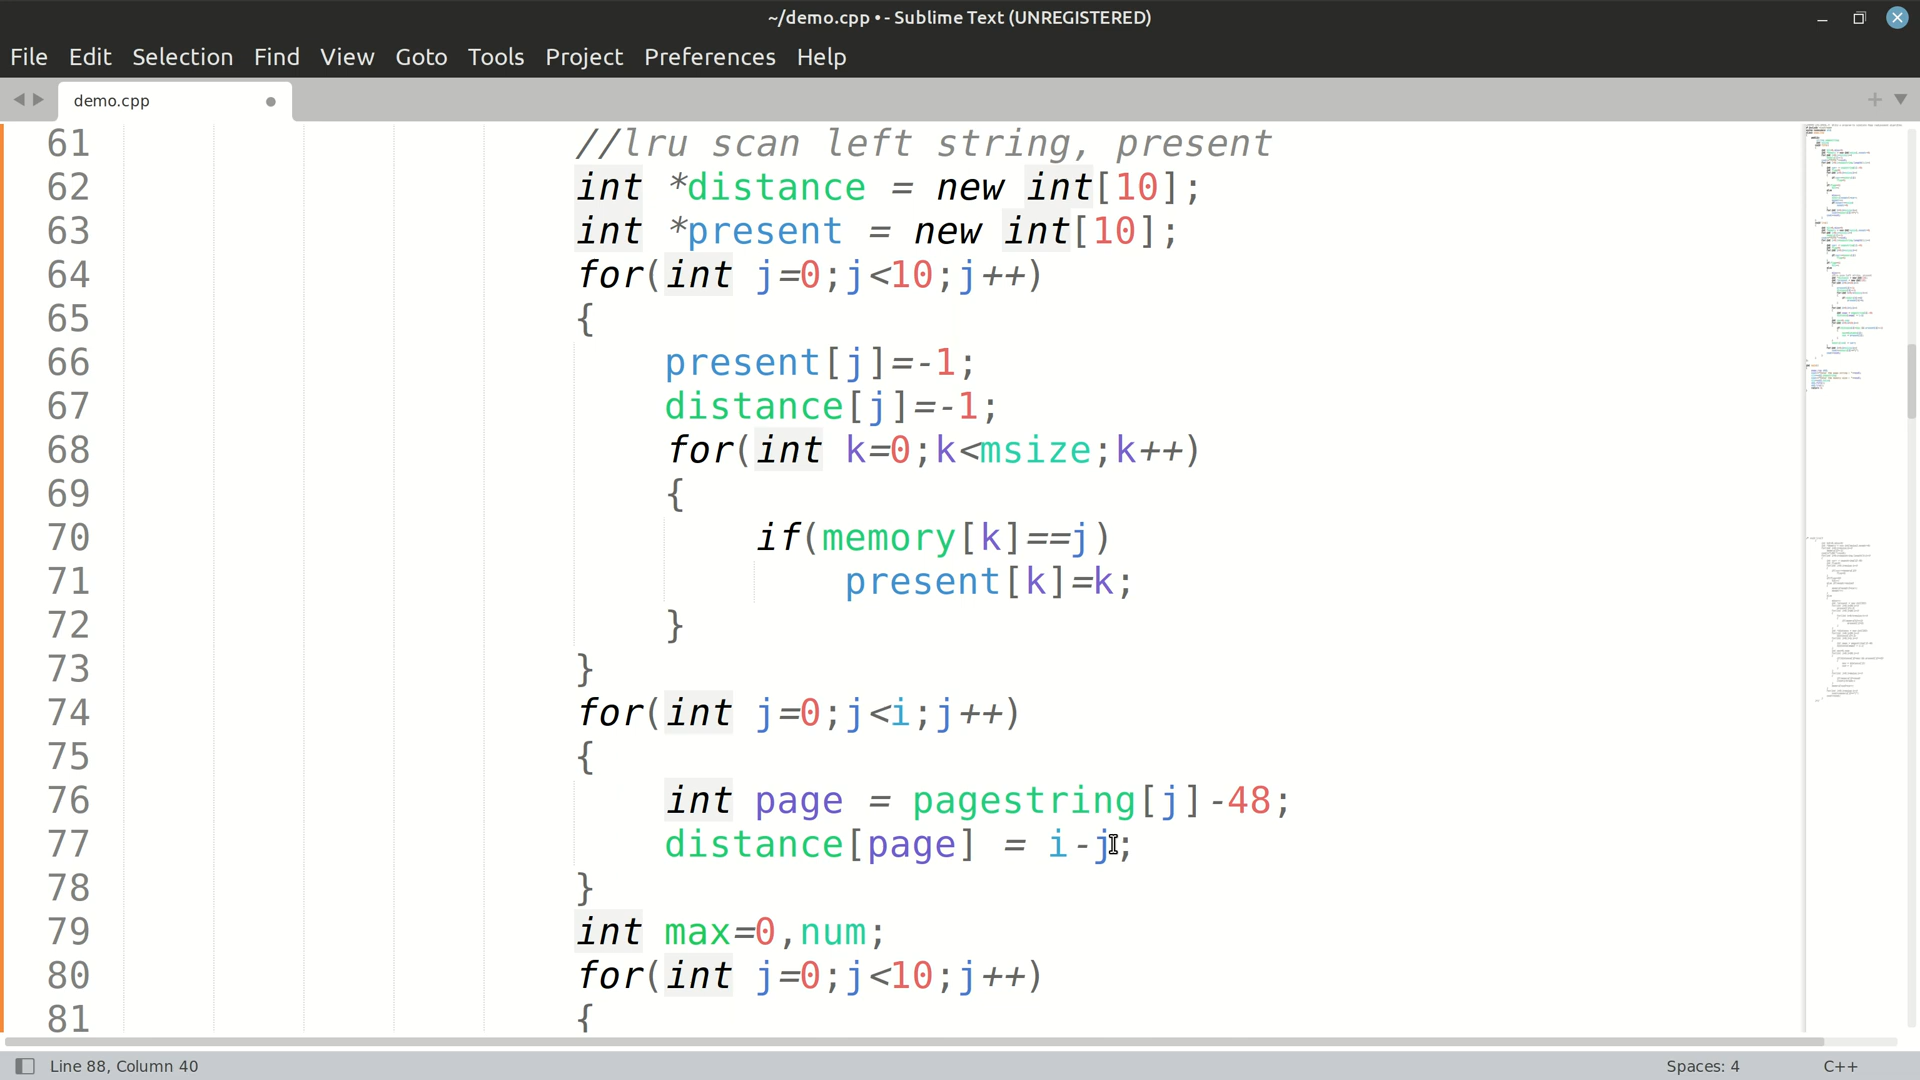 ~/demo.cpp • - Sublime Text (UNREGISTERED)
File Edit Selection Find View Goto Tools Project Preferences Help
demo.cpp
61 //lru scan left string, present
62 int *distance = new int[10];
63 int *present = new int[10];
64 for(int j=0;j<10;j++)
65 {
66 present[j]=-1;
67 distance[j]=-1;
68 for(int k=0;k<msize;k++)
69 {
70 if(memory[k]==j)
71 present[k]=k;
72 }
73 }
74 for(int j=0;j<i;j++)
75 {
76 int page = pagestring[j]-48;
77 distance[page] = i-j;
78 }
79 int max=0,num;
80 for(int j=0;j<10;j++)
81 {
Line 88, Column 40 Spaces: 4 C++